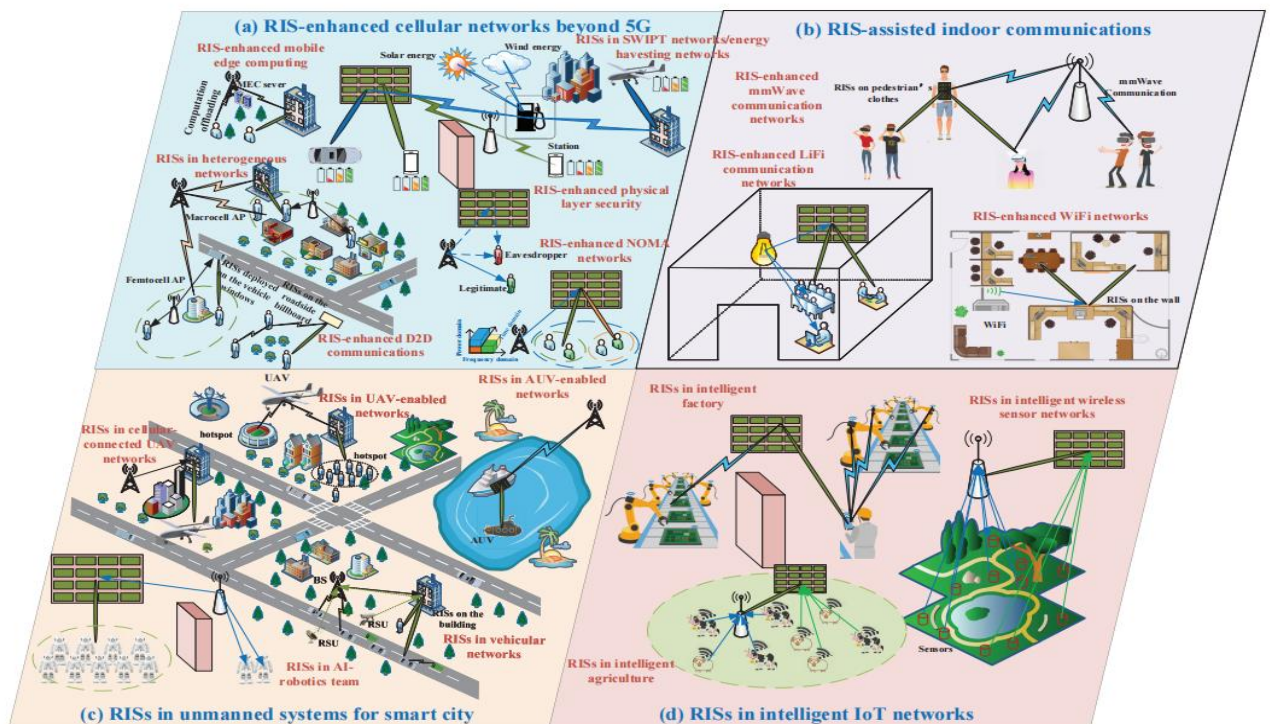 (a) RIS-enhanced cellular networks beyond 5G
RIS-enhanced mobile
edge computing
MEC sever
Computation
offloading
Solar energy
Wind energy
RISs in SWIPT networks/energy
havesting networks
Station
RISs in heterogeneous
networks
Macrocell AP
Femtocell AP
RISs deployed
on the vehicle
windows
RISs on the
roadside
billboard
RIS-enhanced D2D
communications
RIS-enhanced physical
layer security
Eavesdropper
Legitimate
RIS-enhanced NOMA
networks
Power domain
Frequency domain
(b) RIS-assisted indoor communications
RIS-enhanced
mmWave
communication
networks
RISs on pedestrian's
clothes
mmWave
Communication
RIS-enhanced LiFi
communication
networks
RIS-enhanced WiFi networks
WiFi
RISs on the wall
UAV
RISs in UAV-enabled
networks
RISs in AUV-enabled
networks
RISs in cellular-
connected UAV
networks
hotspot
hotspot
AUV
BS
RSU
RSU
RISs on the
building
RISs in vehicular
networks
RISs in AI-
robotics team
(c) RISs in unmanned systems for smart city
RISs in intelligent
factory
RISs in intelligent wireless
sensor networks
RISs in intelligent
agriculture
Sensors
(d) RISs in intelligent IoT networks